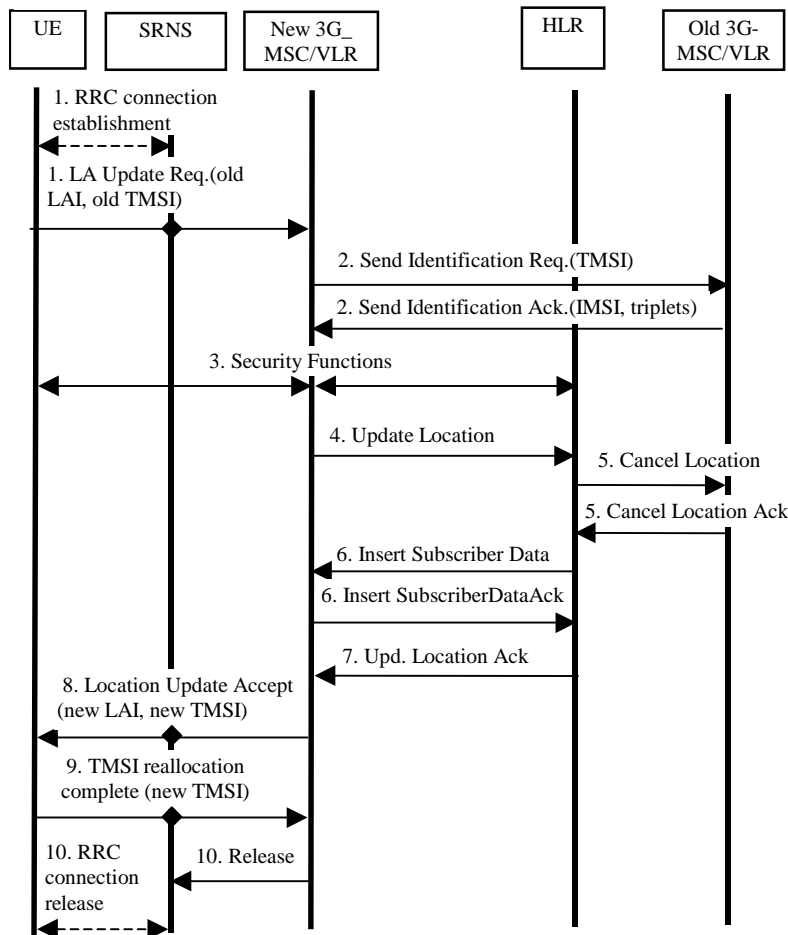 UE
SRNS
New 3G_
MSC/VLR
HLR
Old 3G-
MSC/VLR
1. RRC connection
establishment
1. LA Update Req.(old
LAI, old TMSI)
2. Send Identification Req.(TMSI)
2. Send Identification Ack.(IMSI, triplets)
3. Security Functions
4. Update Location
5. Cancel Location
5. Cancel Location Ack
6. Insert Subscriber Data
6. Insert SubscriberDataAck
7. Upd. Location Ack
8. Location Update Accept
(new LAI, new TMSI)
9. TMSI reallocation
complete (new TMSI)
10. RRC
connection
release
10. Release